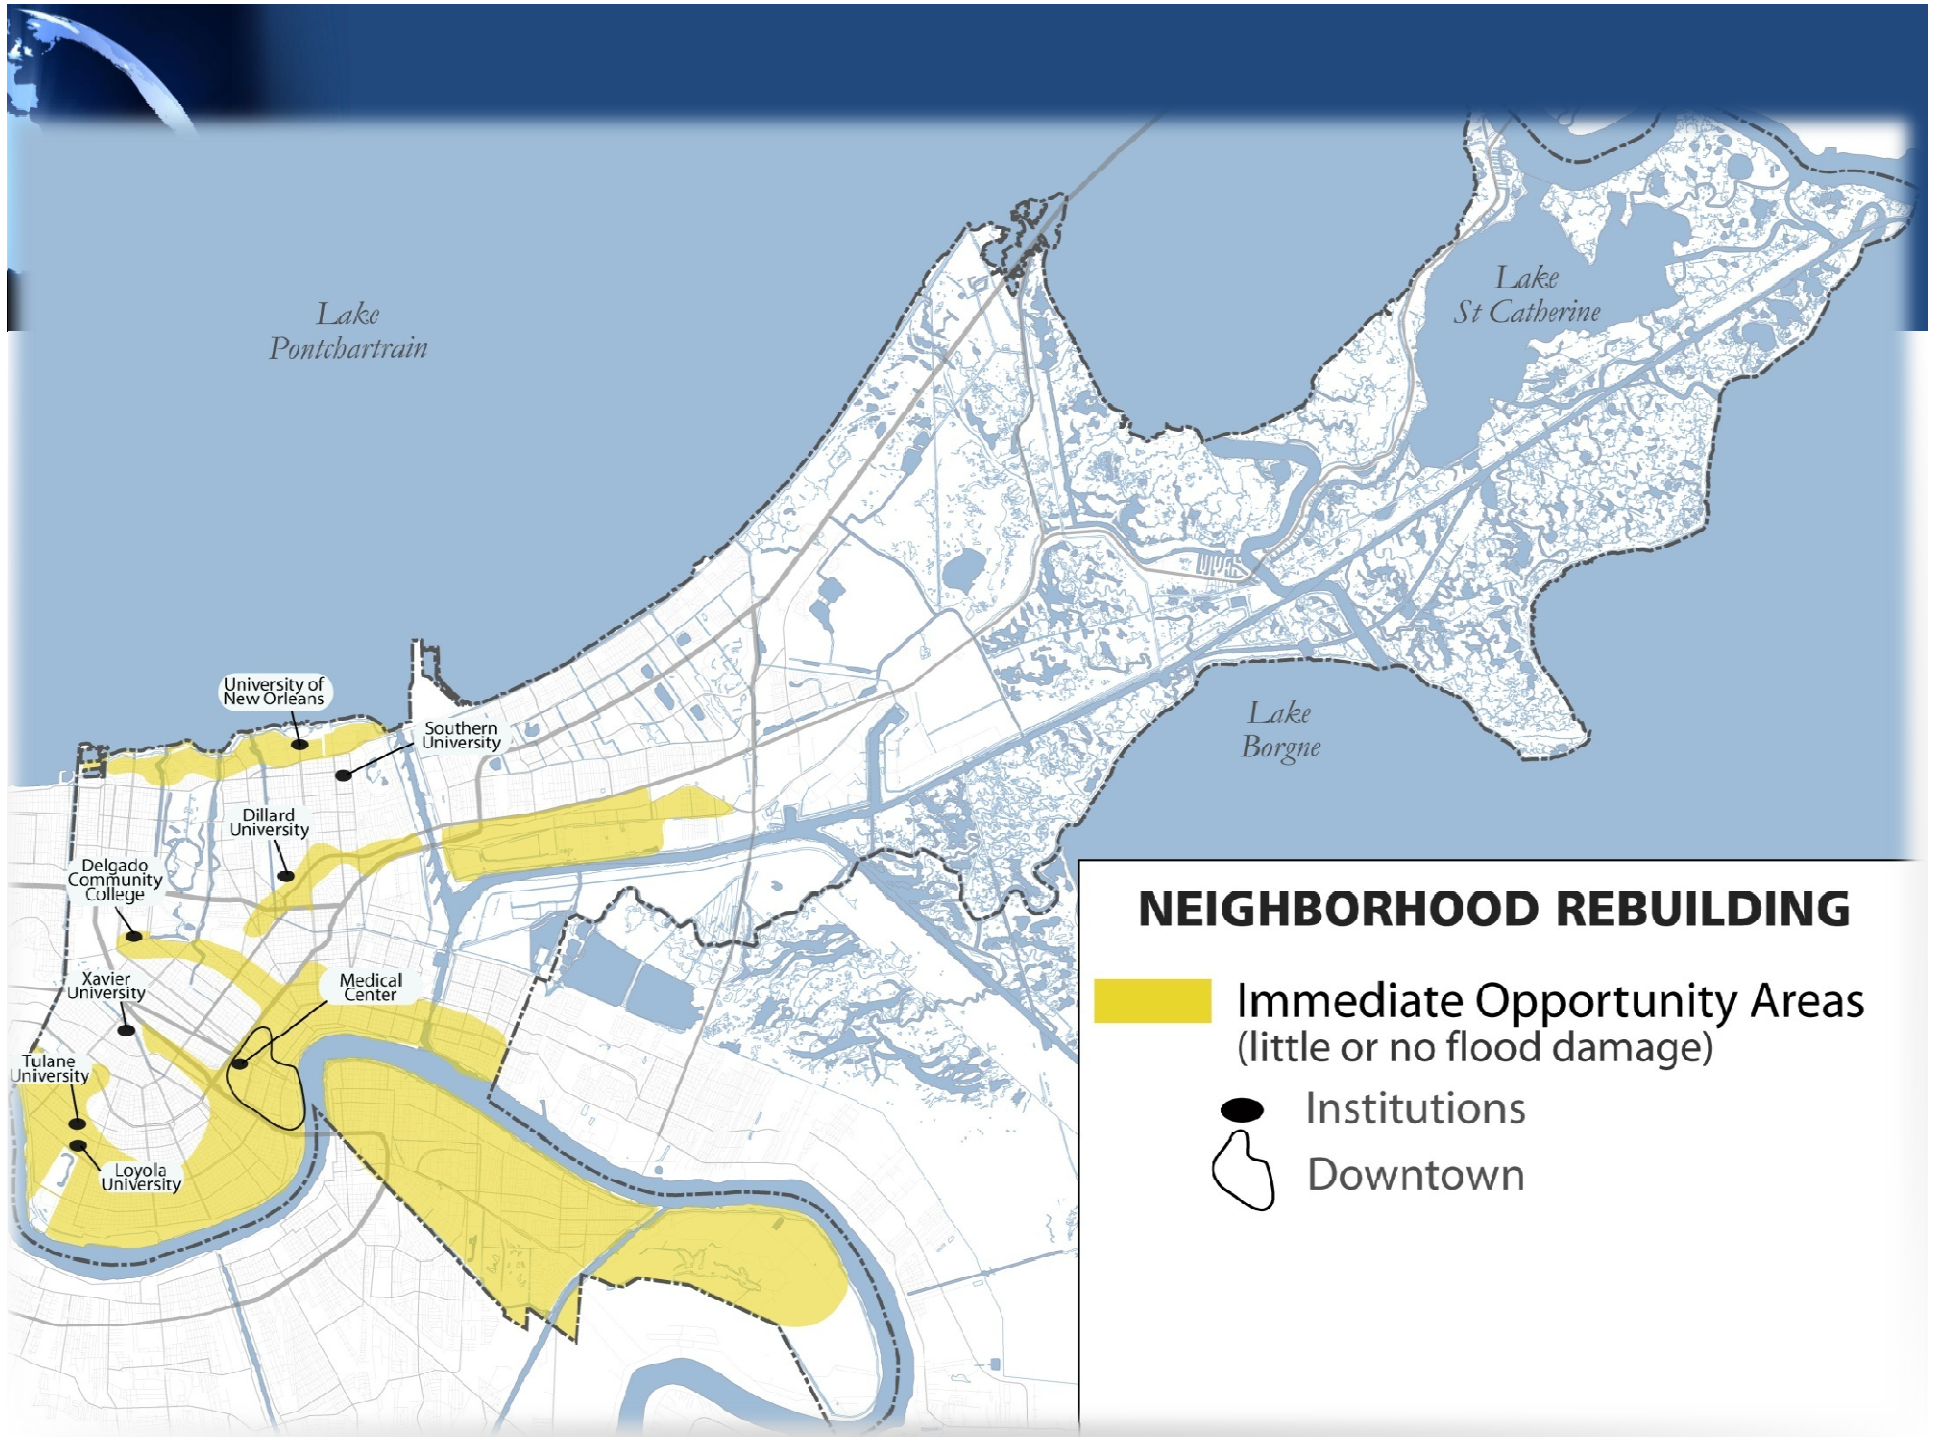 Lake
Pontchartrain
Lake
St Catherine
University of
New Orleans
Southern
University
Lake
Borgne
Dillard
University
Delgado
Community
College
Xavier
University
Medical
Center
Tulane
University
Loyola
University
NEIGHBORHOOD REBUILDING
Immediate Opportunity Areas
(little or no flood damage)
Institutions
Downtown